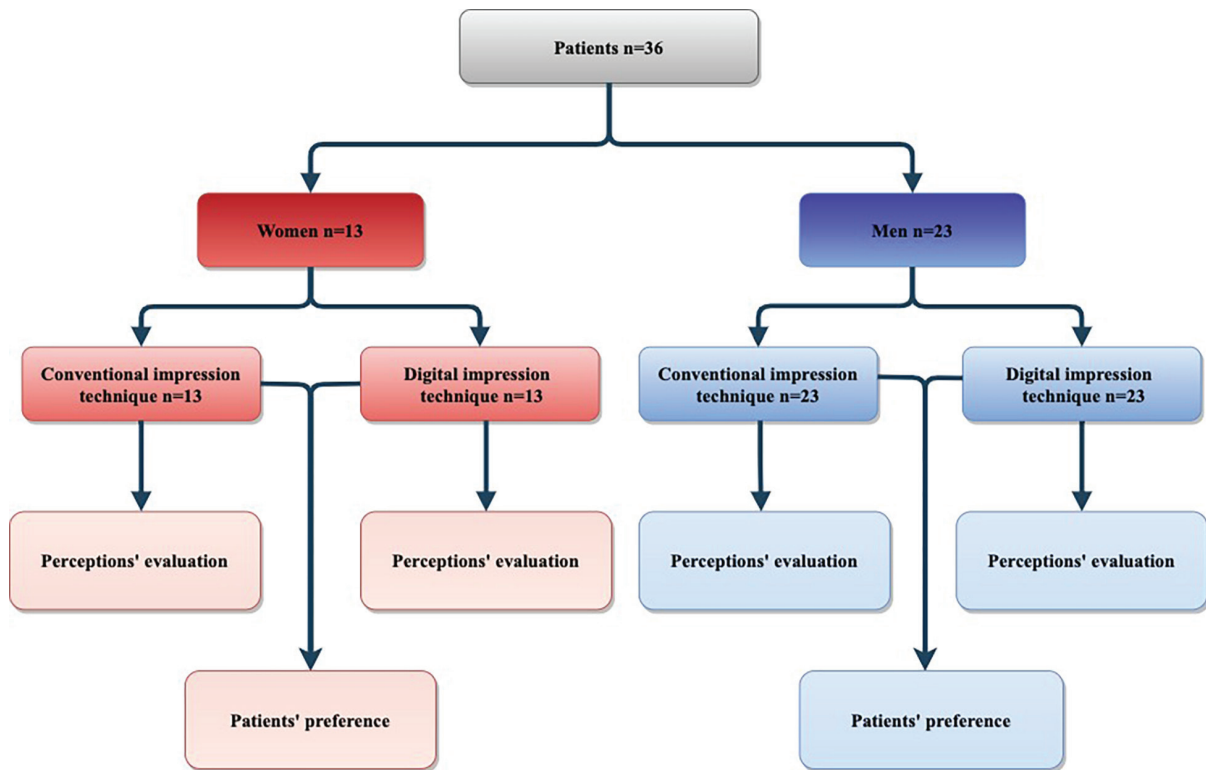 Patients n=36
Women n=13
Men n=23
Conventional impression
technique n=13
Digital impression
technique n=13
Conventional impression
technique n=23
Digital impression
technique n=23
Perceptions' evaluation
Perceptions' evaluation
Perceptions' evaluation
Perceptions' evaluation
Patients' preference
Patients' preference